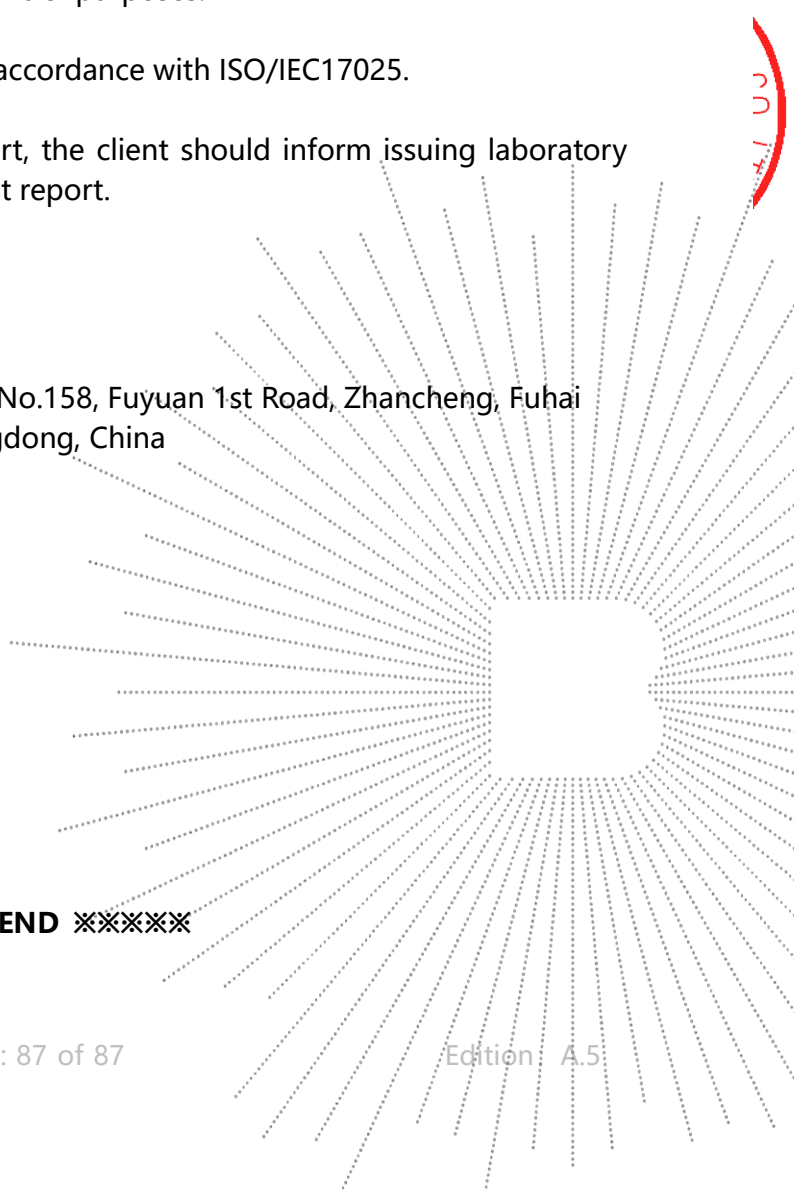 accordance with ISO/IEC17025.
rt, the client should inform issuing laboratory
t report.
No.158, Fuyuan 1st Road, Zhancheng, Fuhai
gdong, China
END ※※※※※
: 87 of 87
Edition : A.5